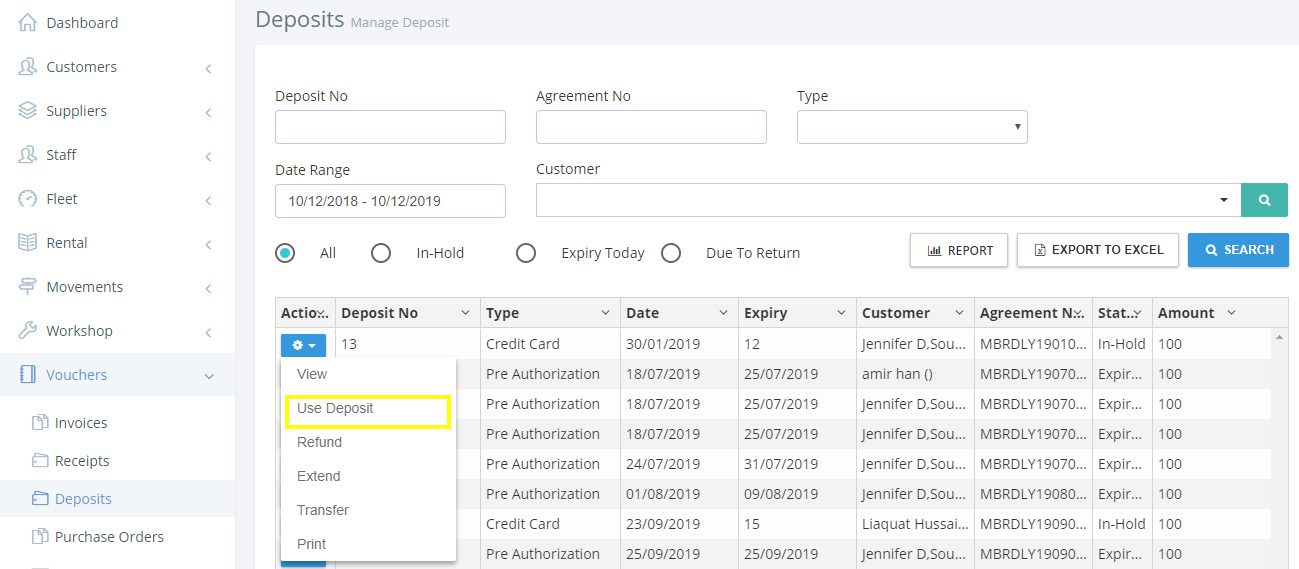 Dashboard
Customers
Suppliers
Staff
Fleet
Rental
Movements
Workshop
Vouchers
Invoices
Receipts
Deposits
Purchase Orders
Deposits Manage Deposit
Deposit No Agreement No Type
Date Range Customer
10/12/2018 - 10/12/2019
All In-Hold Expiry Today Due To Return REPORT EXPORT TO EXCEL SEARCH
Actio... Deposit No Type Date Expiry Customer Agreement N... Stat... Amount
13 Credit Card 30/01/2019 12 Jennifer D,Sou... MBRDLY19010... In-Hold 100
View Pre Authorization 18/07/2019 25/07/2019 amir han () MBRDLY19070... Expir... 100
Use Deposit Pre Authorization 18/07/2019 25/07/2019 Jennifer D,Sou... MBRDLY19070... Expir... 100
Refund Pre Authorization 18/07/2019 25/07/2019 Jennifer D,Sou... MBRDLY19070... Expir... 100
Extend Pre Authorization 24/07/2019 31/07/2019 Jennifer D,Sou... MBRDLY19070... Expir... 100
Pre Authorization 01/08/2019 09/08/2019 Jennifer D,Sou... MBRDLY19080... Expir... 100
Transfer Credit Card 23/09/2019 15 Liaquat Hussai... MBRDLY19090... In-Hold 100
Print Pre Authorization 25/09/2019 25/09/2019 Jennifer D,Sou... MBRDLY19090... Expir... 100